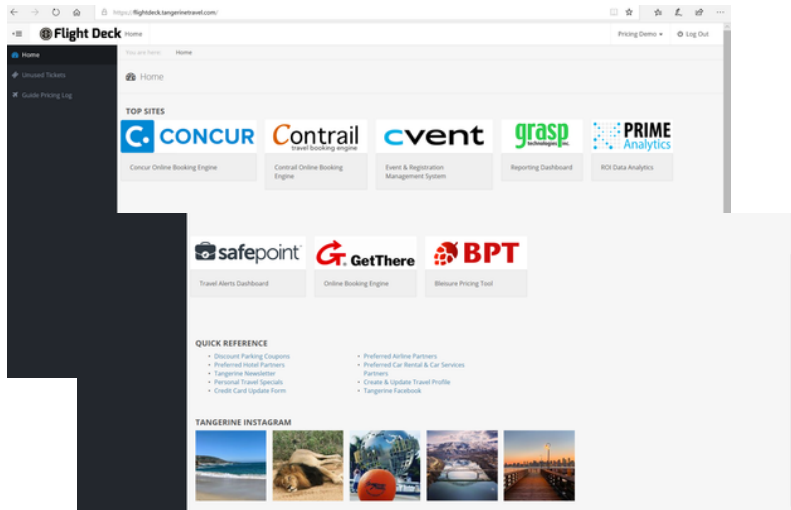 https://flightdeck.tangerinetravel.com/
Flight Deck
Home
Pricing Demo
Log Out
Home
Unused Tickets
Guide Pricing Log
You are here:
Home
Home
TOP SITES
C. CONCUR
Contrail
travel booking engine
cvent
grasp
technologies, inc.
PRIME
Analytics
Concur Online Booking Engine
Contrail Online Booking
Engine
Event & Registration
Management System
Reporting Dashboard
ROI Data Analytics
safepoint
GetThere
BPT
Travel Alerts Dashboard
Online Booking Engine
Bleisure Pricing Tool
QUICK REFERENCE
• Discount Parking Coupons
• Preferred Hotel Partners
• Tangerine Newsletter
• Personal Travel Specials
• Credit Card Update Form
• Preferred Airline Partners
• Preferred Car Rental & Car Services
Partners
• Create & Update Travel Profile
• Tangerine Facebook
TANGERINE INSTAGRAM